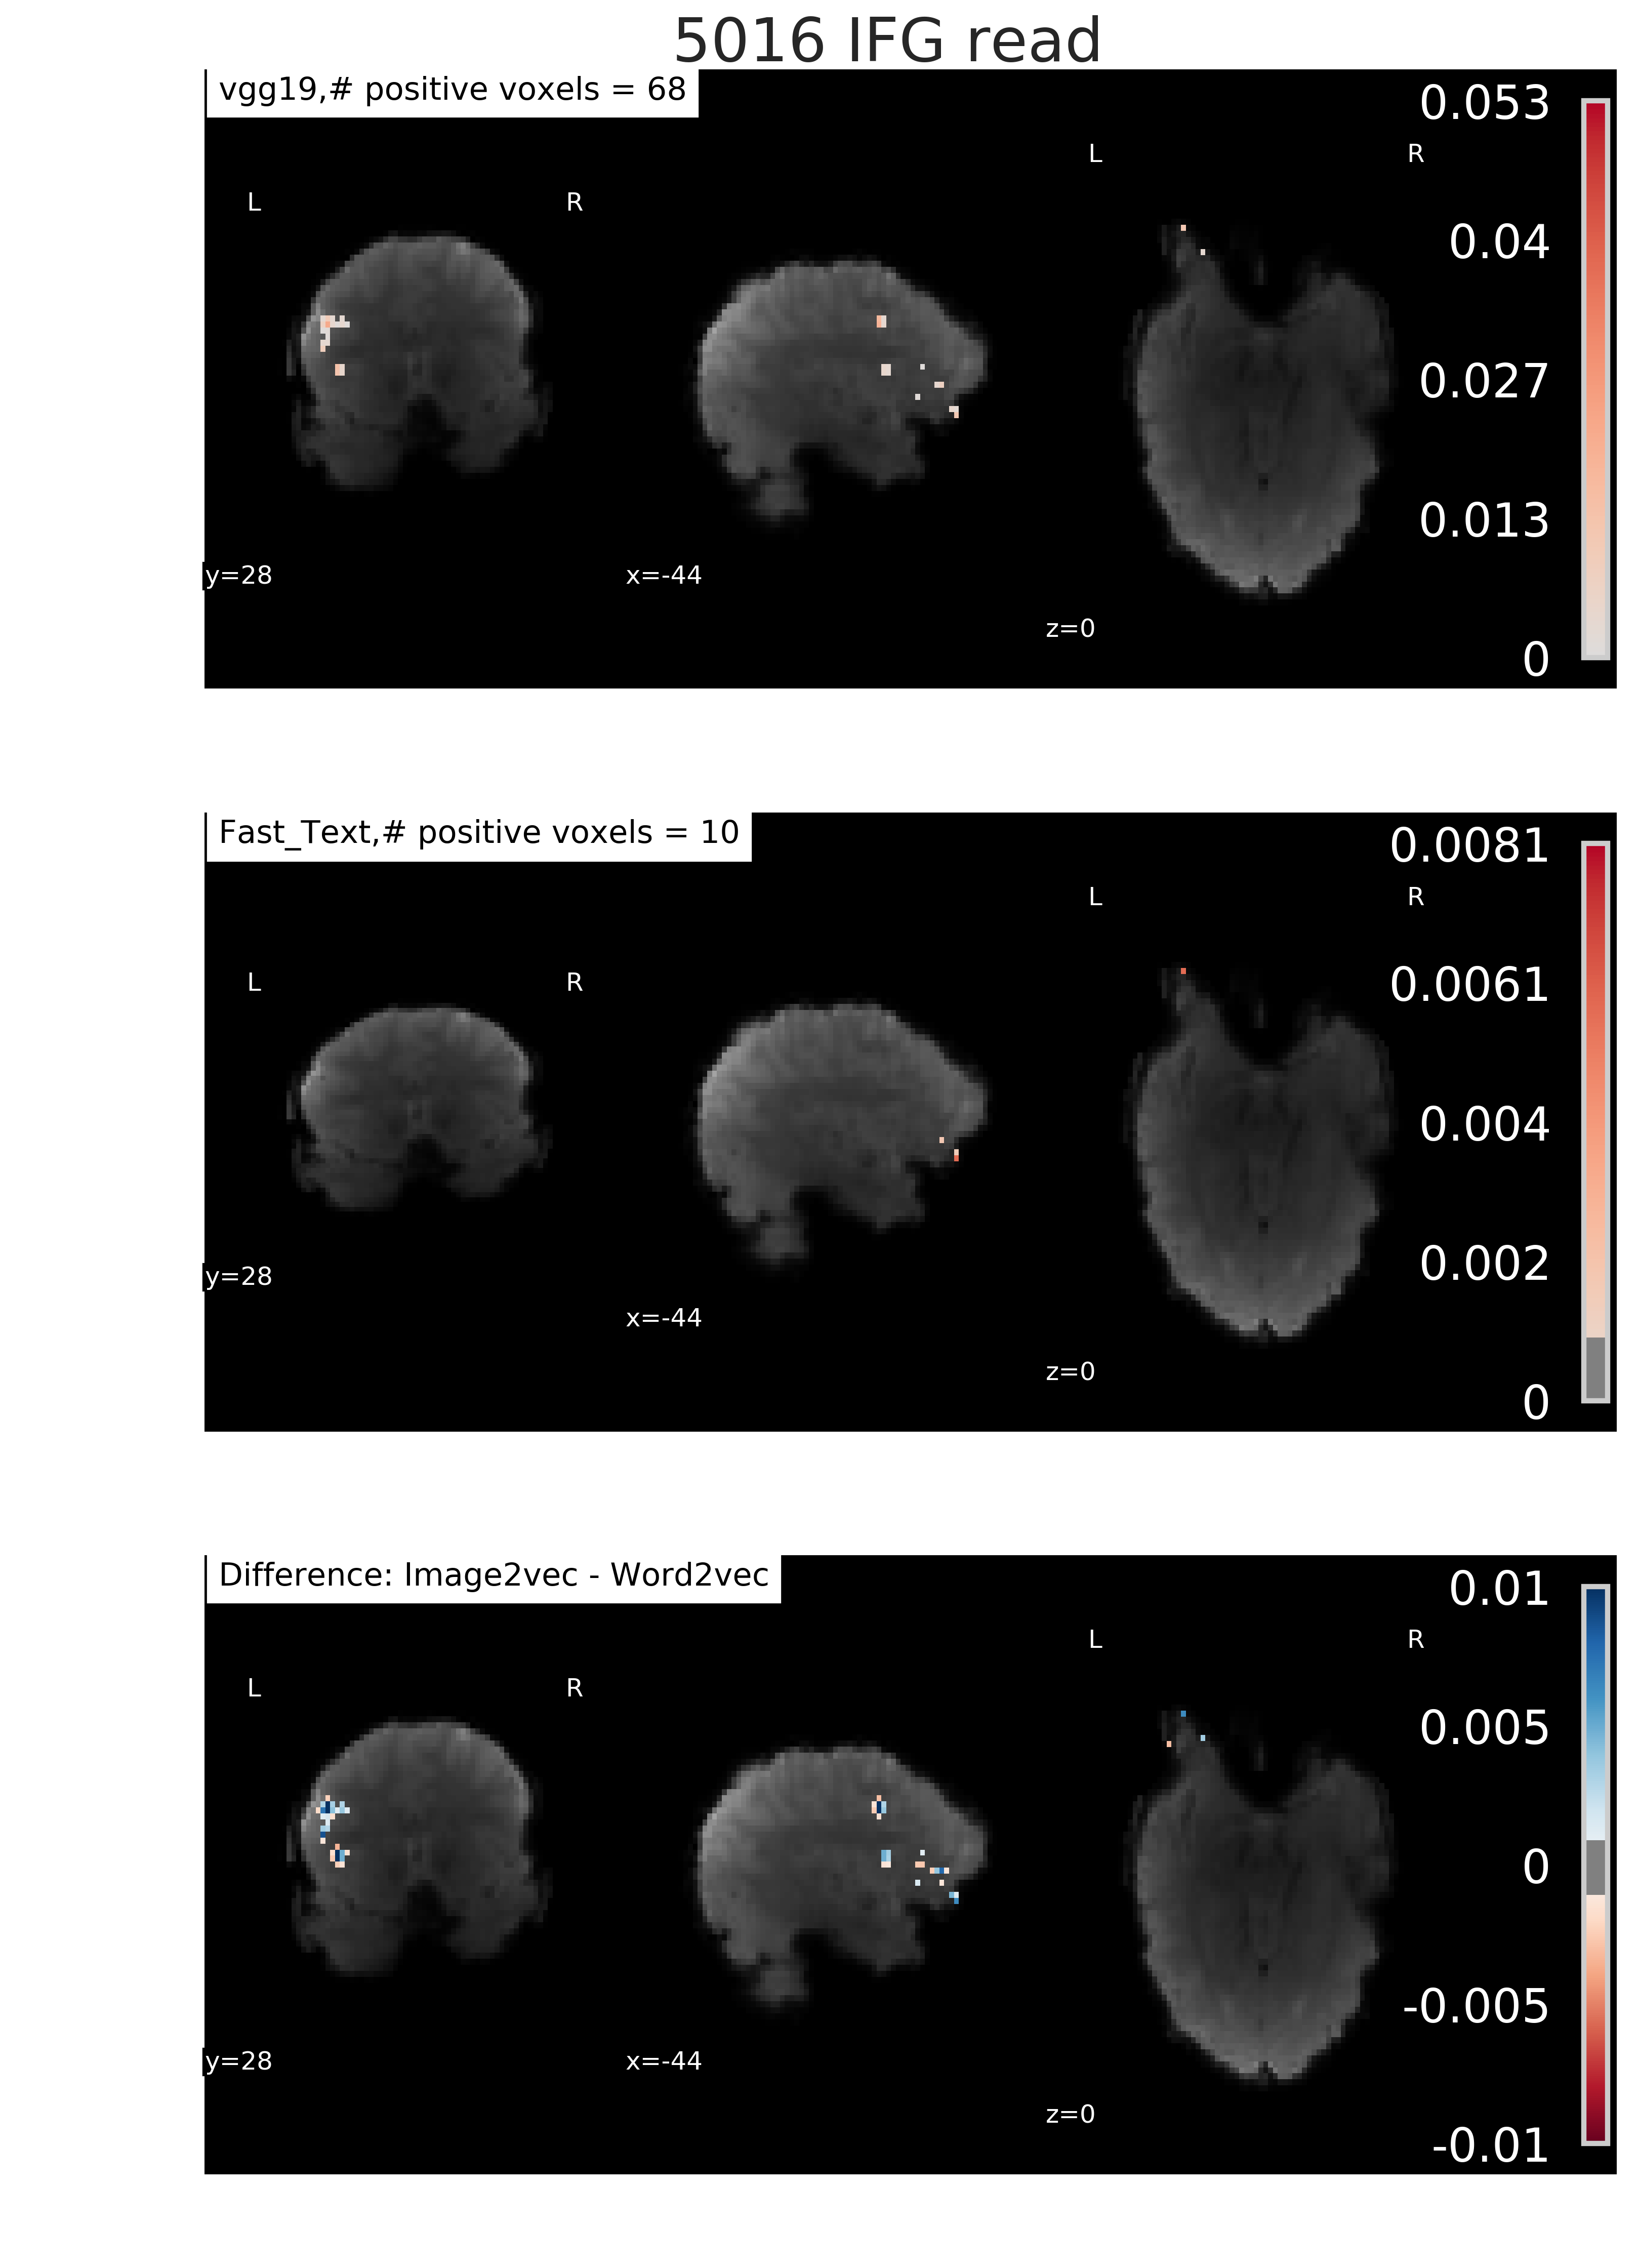 5016 IFG read
vgg19,# positive voxels = 68
0.053
L R
L R
0.04
0.027
0.013
y=28 x=-44
z=0
0
Fast_Text,# positive voxels = 10
0.0081
L R
L R
0.0061
0.004
0.002
y=28
x=-44
z=0
0
Difference: Image2vec - Word2vec
0.01
L R
L R
0.005
0
-0.005
y=28 x=-44
z=0
-0.01